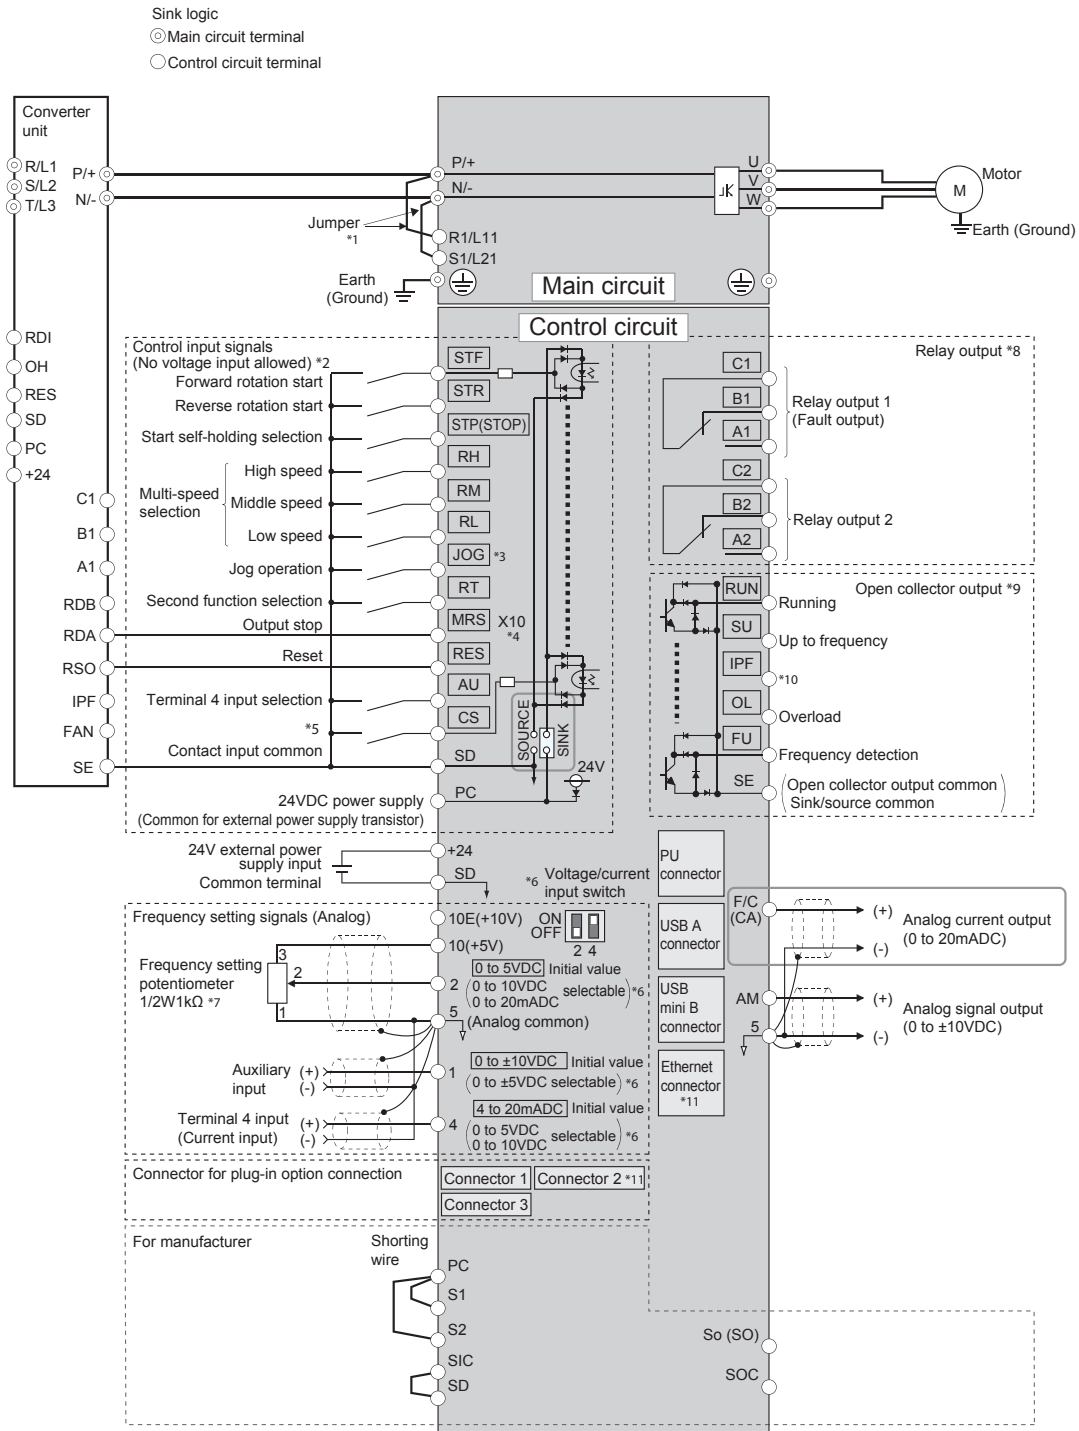 Sink logic
Main circuit terminal
Control circuit terminal
Converter
unit
R/L1
S/L2
T/L3
P/+
N/-
P/+
N/-
Jumper
*1
R1/L11
S1/L21
Earth
(Ground)
Main circuit
U
V
W
M
Motor
Earth (Ground)
Control circuit
RDI
OH
RES
SD
PC
+24
C1
B1
A1
RDB
RDA
RSO
IPF
FAN
SE
Control input signals
(No voltage input allowed) *2
Forward rotation start
Reverse rotation start
Start self-holding selection
Multi-speed
selection
High speed
Middle speed
Low speed
Jog operation
Second function selection
Output stop
Reset
Terminal 4 input selection
*5
Contact input common
24VDC power supply
(Common for external power supply transistor)
STF
STR
STP(STOP)
RH
RM
RL
JOG *3
RT
MRS X10
*4
RES
AU
CS
SD
PC
SOURCE
SINK
24V
Relay output *8
C1
B1
A1
Relay output 1
(Fault output)
C2
B2
A2
Relay output 2
Open collector output *9
RUN
Running
SU
Up to frequency
IPF
*10
OL
Overload
FU
Frequency detection
SE
(Open collector output common
Sink/source common)
24V external power
supply input
Common terminal
+24
SD
*6 Voltage/current
input switch
ON
OFF
2 4
PU
connector
USB A
connector
USB
mini B
connector
Ethernet
connector
*11
F/C
(CA)
(+)
(-)
Analog current output
(0 to 20mADC)
AM
5
(+)
(-)
Analog signal output
(0 to ±10VDC)
Frequency setting signals (Analog)
Frequency setting
potentiometer
1/2W1kΩ *7
3
2
1
10E(+10V)
10(+5V)
2
0 to 5VDC Initial value
(0 to 10VDC
0 to 20mADC selectable) *6
5
(Analog common)
Auxiliary
input
(+)
(-)
1
0 to ±10VDC Initial value
(0 to ±5VDC selectable) *6
Terminal 4 input
(Current input)
(+)
(-)
4
4 to 20mADC Initial value
(0 to 5VDC
0 to 10VDC selectable) *6
Connector for plug-in option connection
Connector 1
Connector 2 *11
Connector 3
For manufacturer
Shorting
wire
PC
S1
S2
SIC
SD
So (SO)
SOC